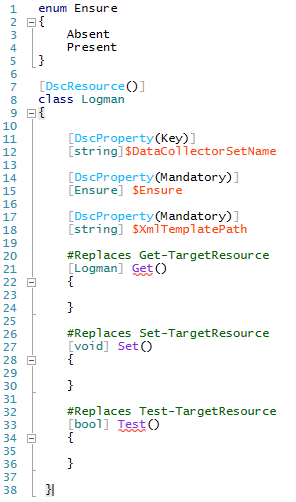 1 enum Ensure
2 {
3     Absent
4     Present
5 }
6
7 [DscResource()]
8 class Logman
9 {
10
11     [DscProperty(Key)]
12     [string]$DataCollectorSetName
13
14     [DscProperty(Mandatory)]
15     [Ensure] $Ensure
16
17     [DscProperty(Mandatory)]
18     [string] $XmlTemplatePath
19
20     #Replaces Get-TargetResource
21     [Logman] Get()
22     {
23
24     }
25
26     #Replaces Set-TargetResource
27     [void] Set()
28     {
29
30     }
31
32     #Replaces Test-TargetResource
33     [bool] Test()
34     {
35
36     }
37
38 }